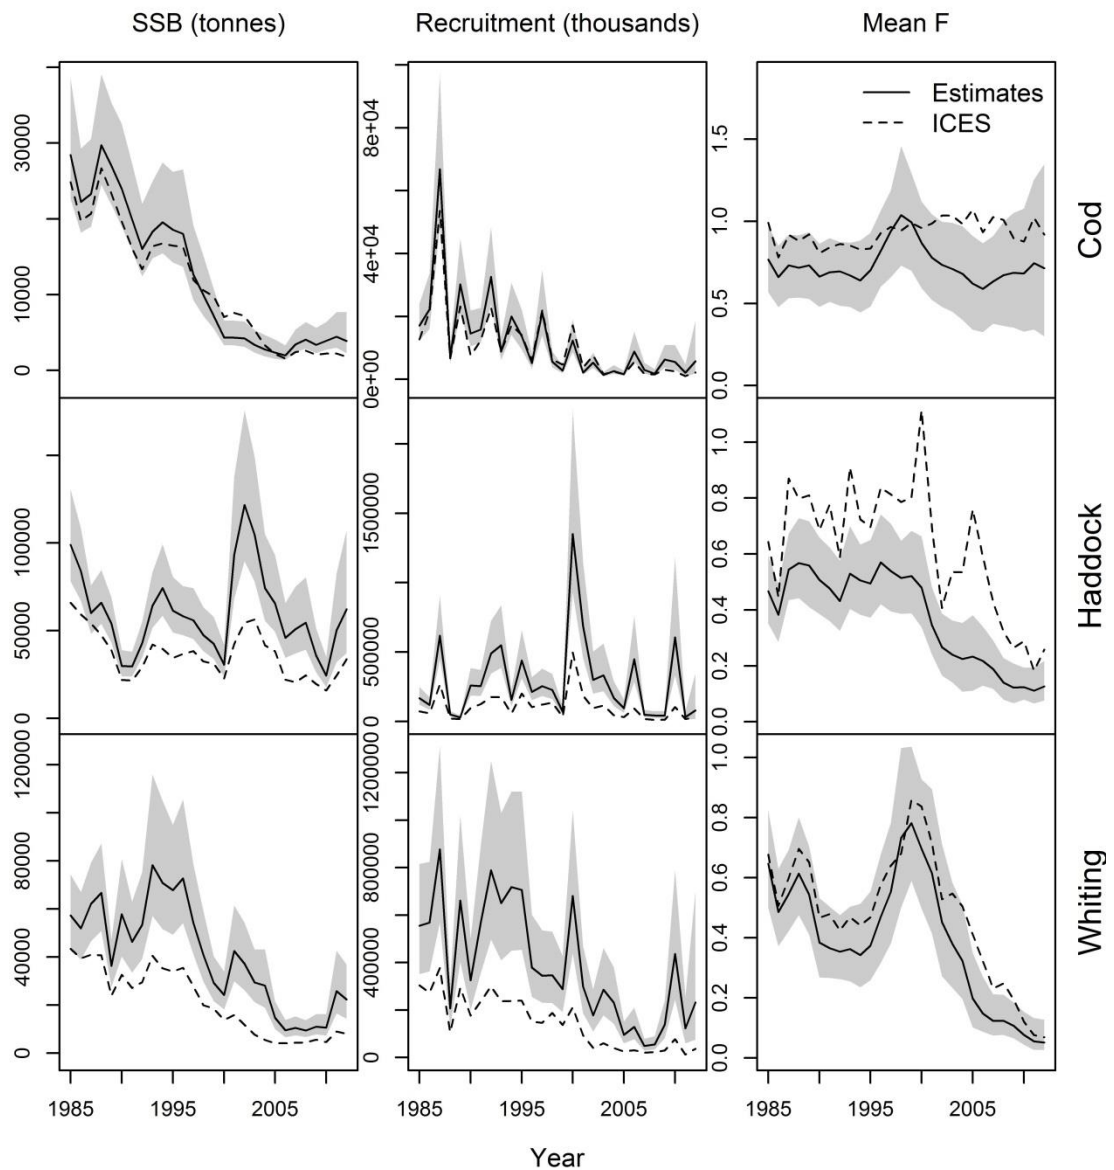 SSB (tonnes)
Recruitment (thousands)
Mean F
30000
10000
0
8e+04
4e+04
0e+00
1.5
1.0
0.5
0.0
Estimates
ICES
Cod
100000
50000
0
1500000
500000
0
1.0
0.8
0.6
0.4
0.2
0.0
Haddock
120000
80000
40000
0
1200000
800000
400000
0
1.0
0.8
0.6
0.4
0.2
0.0
Whiting
1985 1995 2005
1985 1995 2005
1985 1995 2005
Year